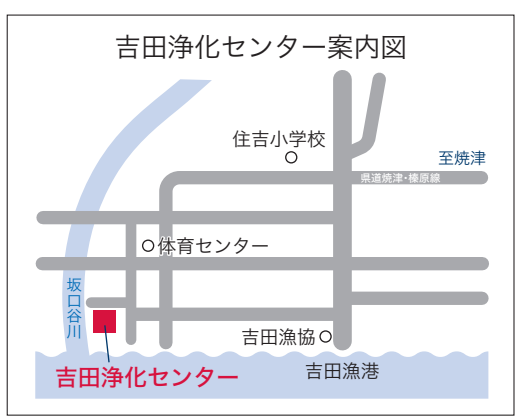 吉田浄化センター案内図
住吉小学校
至焼津
県道焼津・榛原線
体育センター
坂口谷川
吉田漁協
吉田漁港
吉田浄化センター